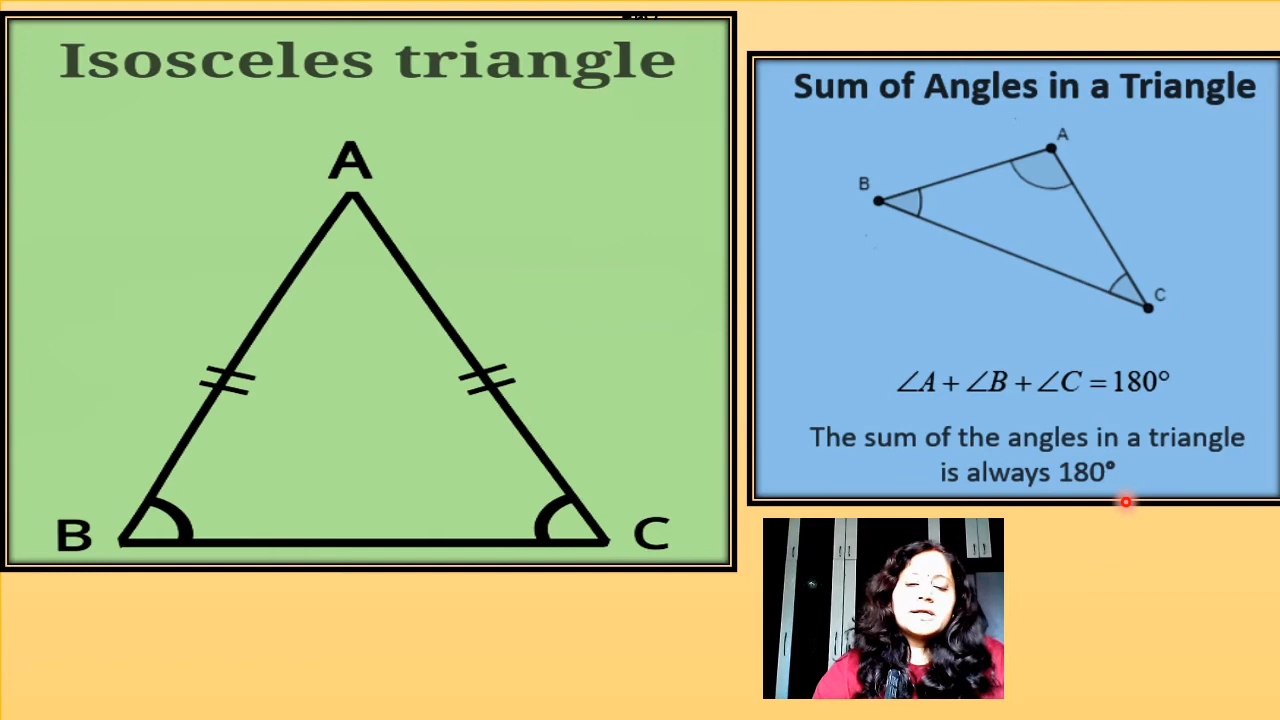 Isosceles triangle
A
B
C
Sum of Angles in a Triangle
A
B
C
∠A + ∠B + ∠C = 180°
The sum of the angles in a triangle
is always 180°